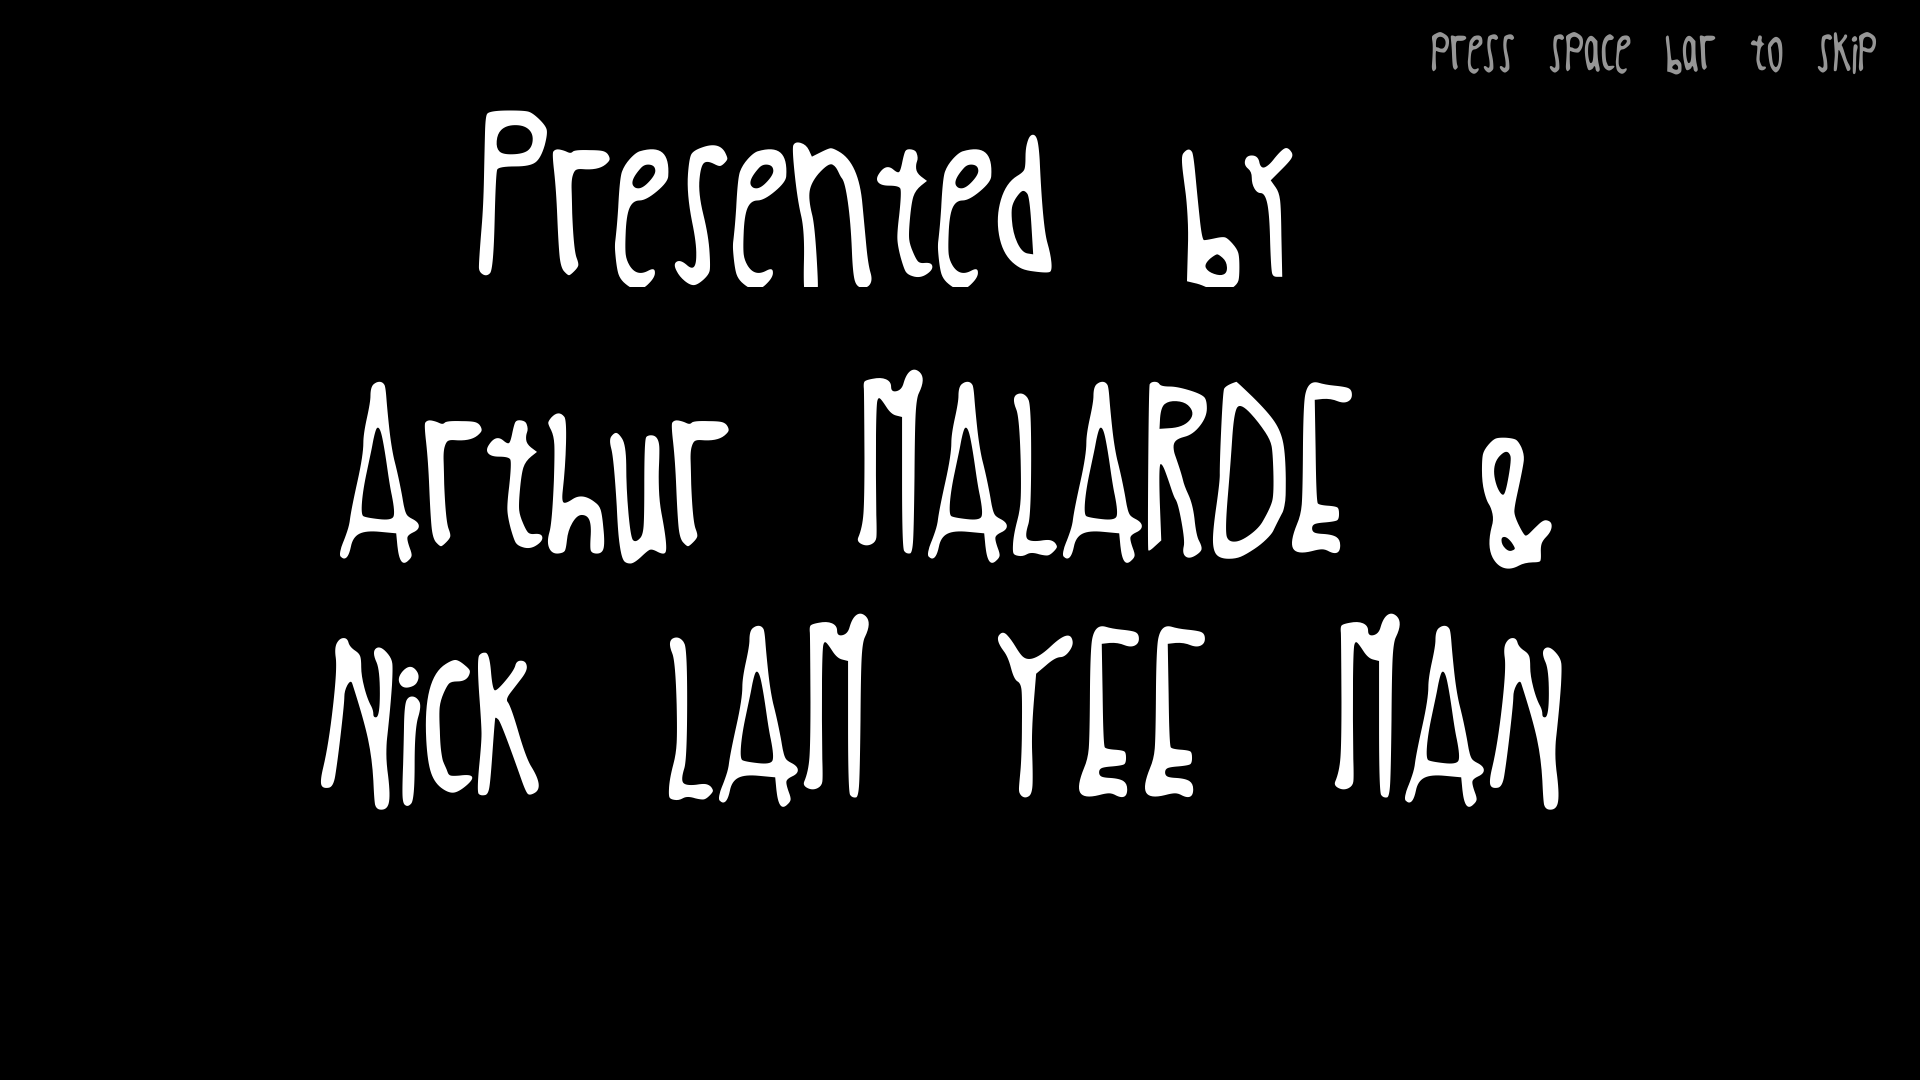 Press space bar to skip
Presented by
Arthur MALARDE &
Nick LAM YEE MAN